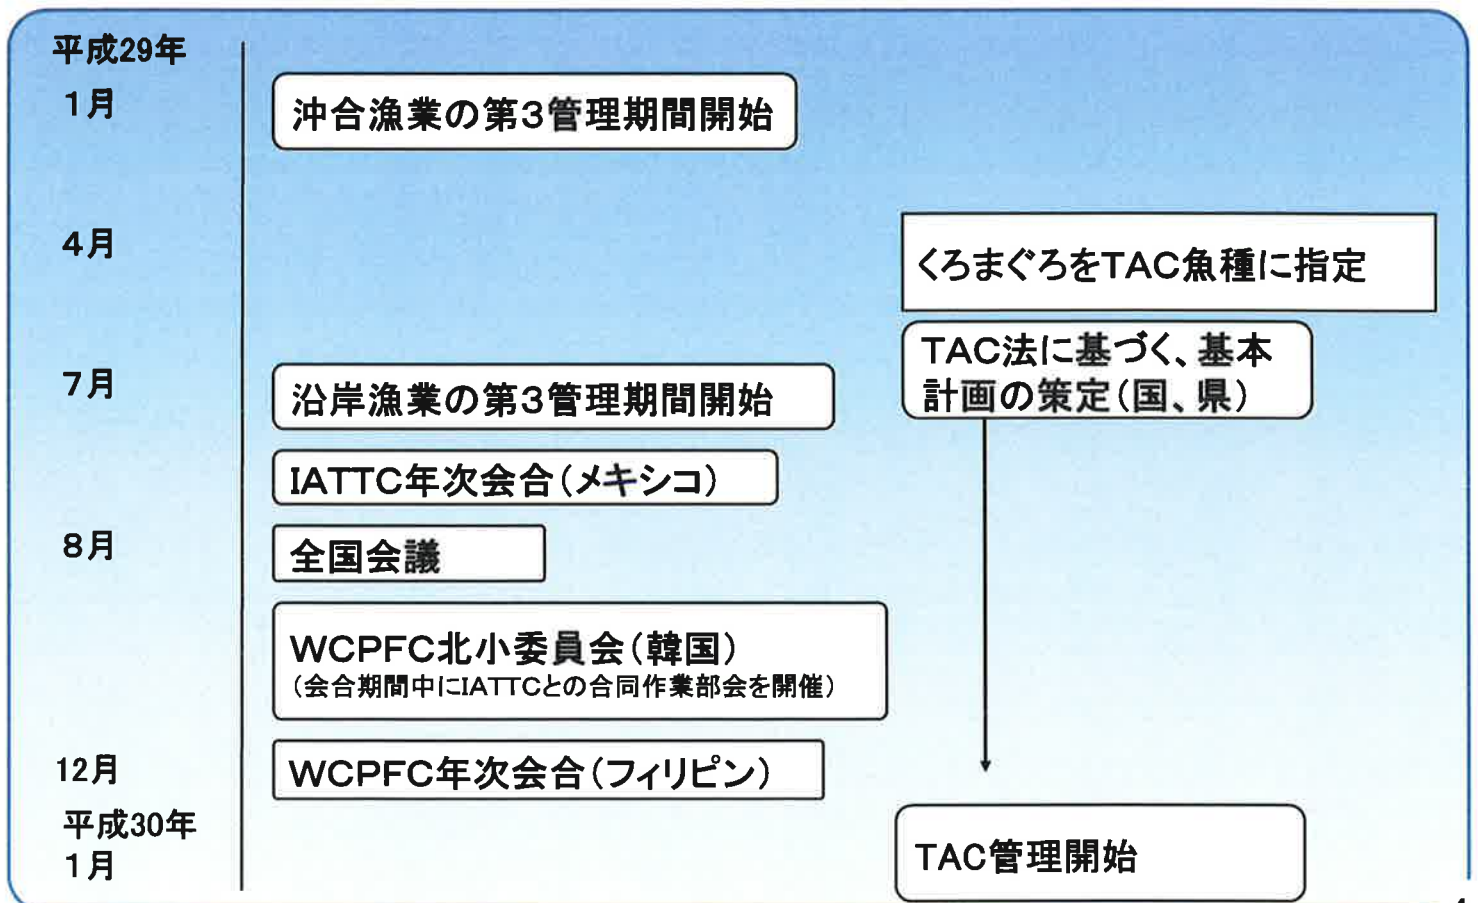 平成29年
1月
沖合漁業の第3管理期間開始
4月
くろまぐろをTAC魚種に指定
TAC法に基づく、基本
計画の策定(国、県)
7月
沿岸漁業の第3管理期間開始
IATTC年次会合(メキシコ)
8月
全国会議
WCPFC北小委員会(韓国)
(会合期間中にIATTCとの合同作業部会を開催)
12月
WCPFC年次会合(フィリピン)
平成30年
1月
TAC管理開始